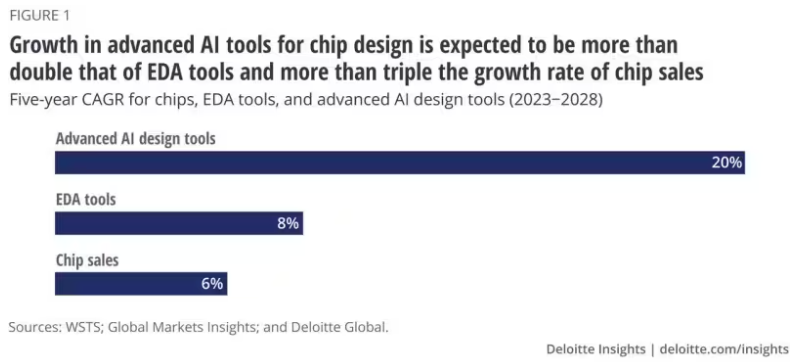 FIGURE 1
Growth in advanced AI tools for chip design is expected to be more than
double that of EDA tools and more than triple the growth rate of chip sales
Five-year CAGR for chips, EDA tools, and advanced AI design tools (2023−2028)
Advanced AI design tools
20%
EDA tools
8%
Chip sales
6%
Sources: WSTS; Global Markets Insights; and Deloitte Global.
Deloitte Insights | deloitte.com/insights